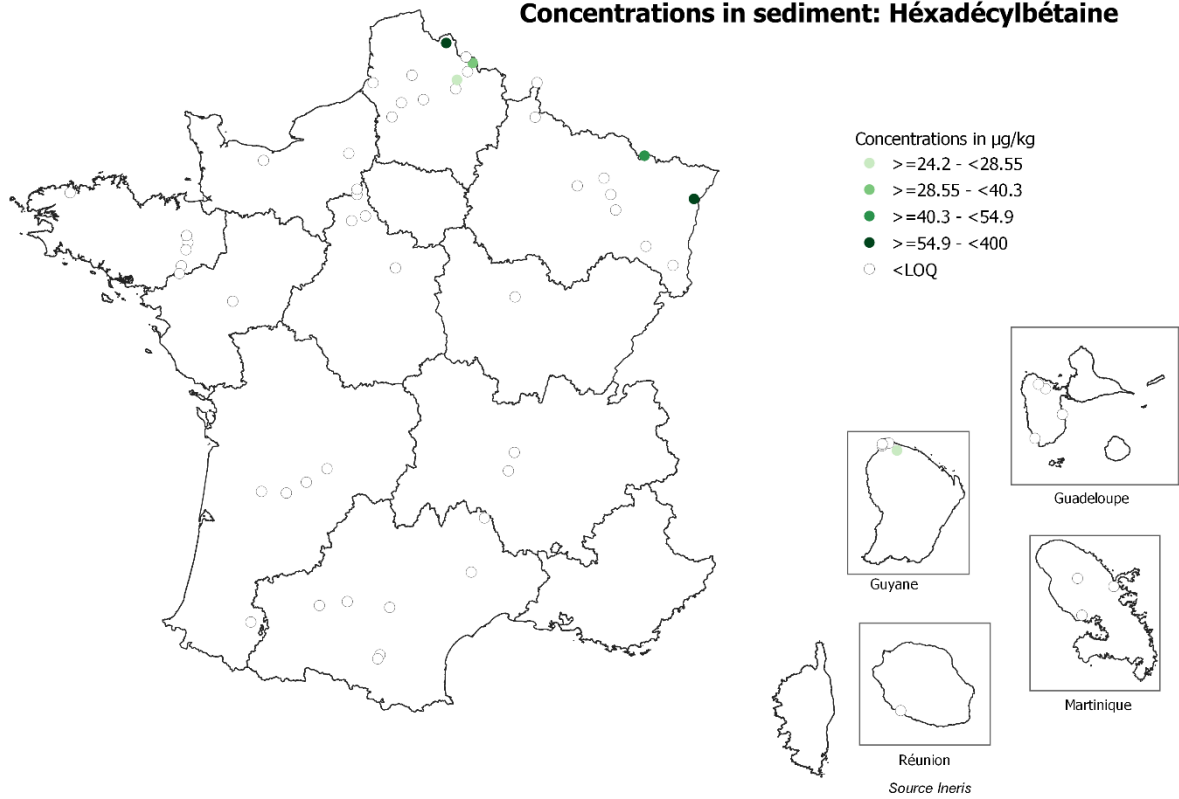 Concentrations in sediment: Héxadécylbétaine
Concentrations in µg/kg
>=24.2 - <28.55
>=28.55 - <40.3
>=40.3 - <54.9
>=54.9 - <400
<LOQ
Guadeloupe
Guyane
Martinique
Réunion
Source Ineris